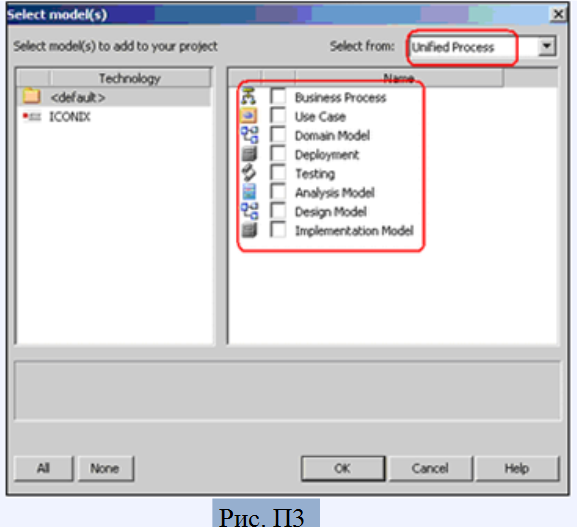 Select model(s)
Select model(s) to add to your project
Select from: Unified Process
Technology
<default>
ICONIX
Name
Business Process
Use Case
Domain Model
Deployment
Testing
Analysis Model
Design Model
Implementation Model
All None OK Cancel Help
Рис. ПЗ